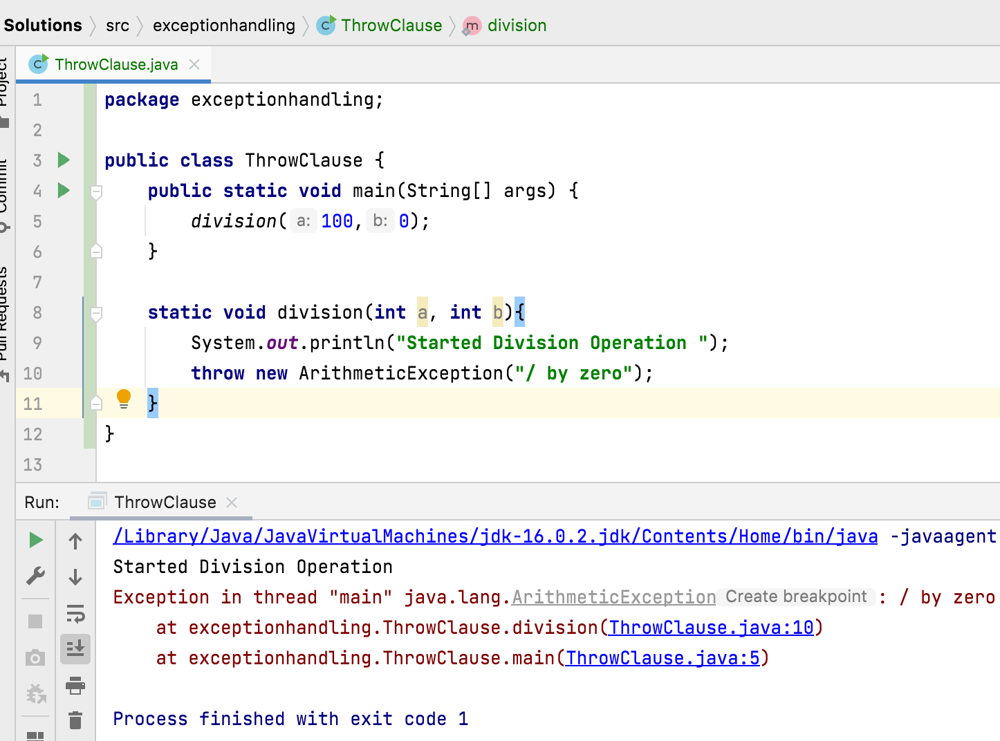 Solutions src exceptionhandling C ThrowClause m division
Project
Commit
Pull Requests
C ThrowClause.java
1 package exceptionhandling;
2
3 public class ThrowClause {
4 public static void main(String[] args) {
5 division( a: 100, b: 0);
6 }
7
8 static void division(int a, int b){
9 System.out.println("Started Division Operation ");
10 throw new ArithmeticException("/ by zero");
11 }
12 }
13
Run: ThrowClause
/Library/Java/JavaVirtualMachines/jdk-16.0.2.jdk/Contents/Home/bin/java -javaagent
Started Division Operation
Exception in thread "main" java.lang.ArithmeticException Create breakpoint : / by zero
at exceptionhandling.ThrowClause.division(ThrowClause.java:10)
at exceptionhandling.ThrowClause.main(ThrowClause.java:5)
Process finished with exit code 1